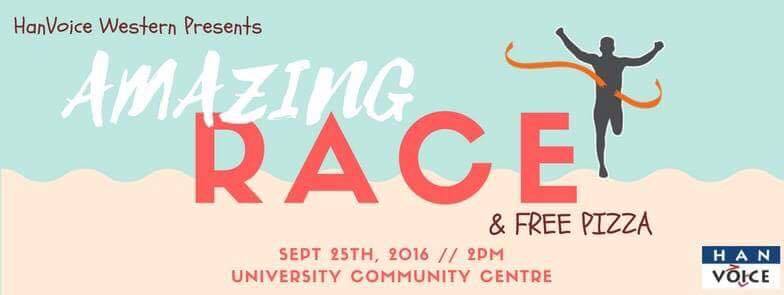 HanVoice Western Presents
AMAZING
RACE
& FREE PIZZA
SEPT 25TH, 2016 // 2PM
UNIVERSITY COMMUNITY CENTRE
HAN
VOICE